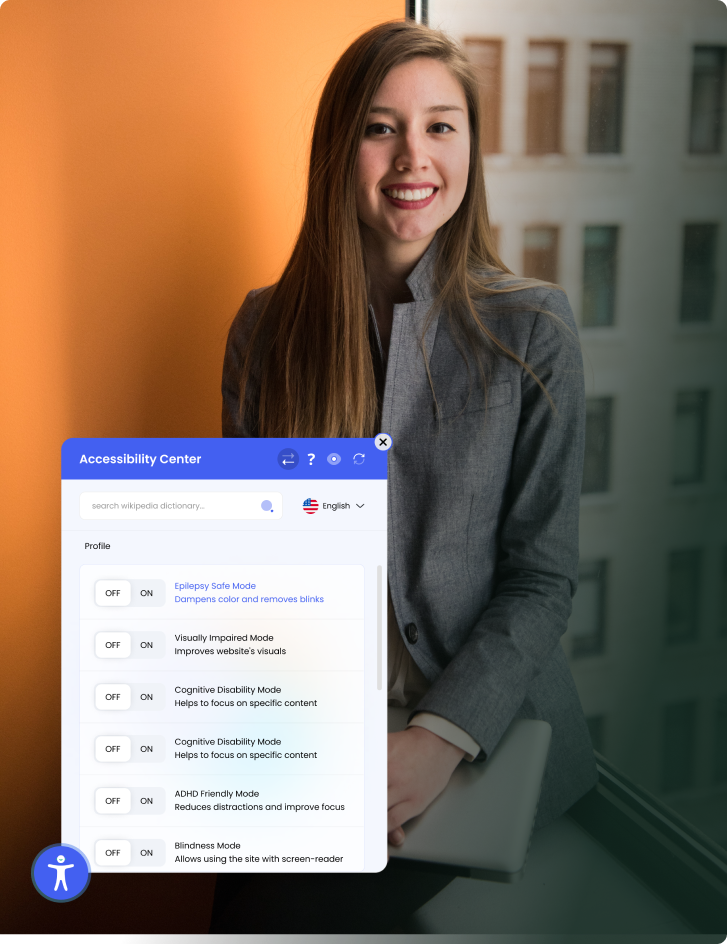 Accessibility Center
?
search wikipedia dictionary...
English
Profile
OFF ON
Epilepsy Safe Mode
Dampens color and removes blinks
OFF ON
Visually Impaired Mode
Improves website's visuals
OFF ON
Cognitive Disability Mode
Helps to focus on specific content
OFF ON
Cognitive Disability Mode
Helps to focus on specific content
OFF ON
ADHD Friendly Mode
Reduces distractions and improve focus
OFF ON
Blindness Mode
Allows using the site with screen-reader